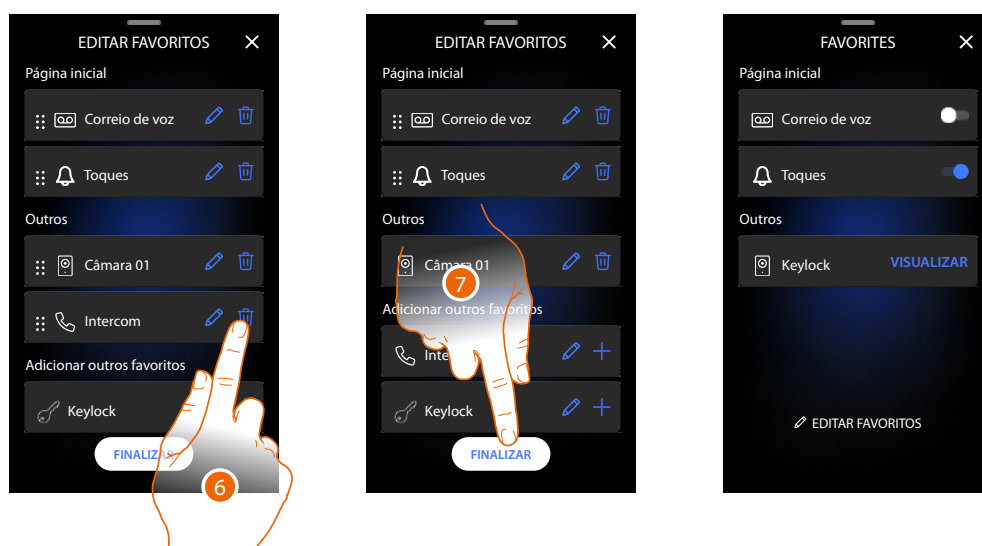 EDITAR FAVORITOS
Página inicial
Correio de voz
Toques
Outros
Câmara 01
Intercom
Adicionar outros favoritos
Keylock
FINALIZAR
6
EDITAR FAVORITOS
Página inicial
Correio de voz
Toques
Outros
Câmara 01
7
Adicionar outros favoritos
Inte
Keylock
FINALIZAR
FAVORITES
Página inicial
Correio de voz
Toques
Outros
Keylock VISUALIZAR
EDITAR FAVORITOS